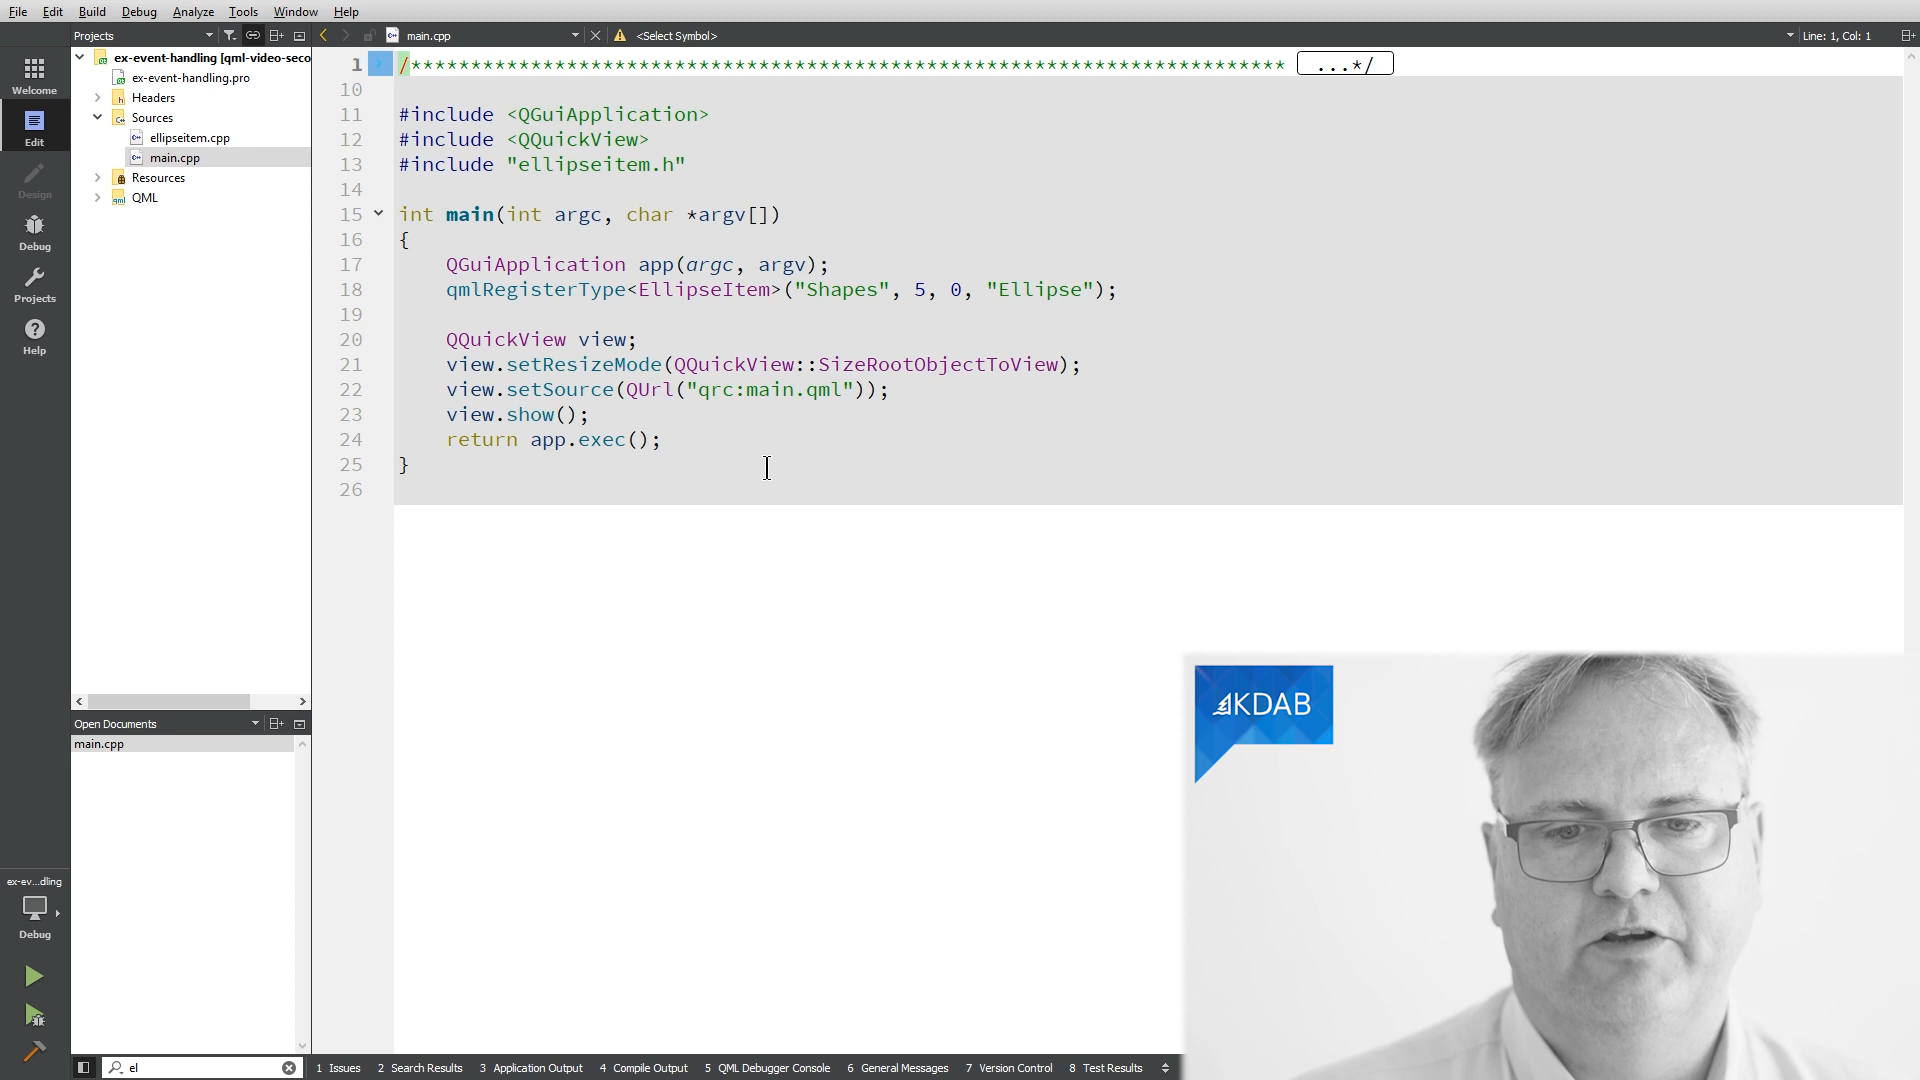 File Edit Build Debug Analyze Tools Window Help
Projects
main.cpp
<Select Symbol>
Line: 1, Col: 1
Welcome
Edit
Design
Debug
Projects
Help
ex-event-handling [qml-video-seco
ex-event-handling.pro
Headers
Sources
ellipseitem.cpp
main.cpp
Resources
QML
1 /************************************************************************** ...*/
10
11 #include <QGuiApplication>
12 #include <QQuickView>
13 #include "ellipseitem.h"
14
15 int main(int argc, char *argv[])
16 {
17     QGuiApplication app(argc, argv);
18     qmlRegisterType<EllipseItem>("Shapes", 5, 0, "Ellipse");
19
20     QQuickView view;
21     view.setResizeMode(QQuickView::SizeRootObjectToView);
22     view.setSource(QUrl("qrc:main.qml"));
23     view.show();
24     return app.exec();
25 }
26
Open Documents
main.cpp
KDAB
ex-ev...dling
Debug
el
1 Issues 2 Search Results 3 Application Output 4 Compile Output 5 QML Debugger Console 6 General Messages 7 Version Control 8 Test Results